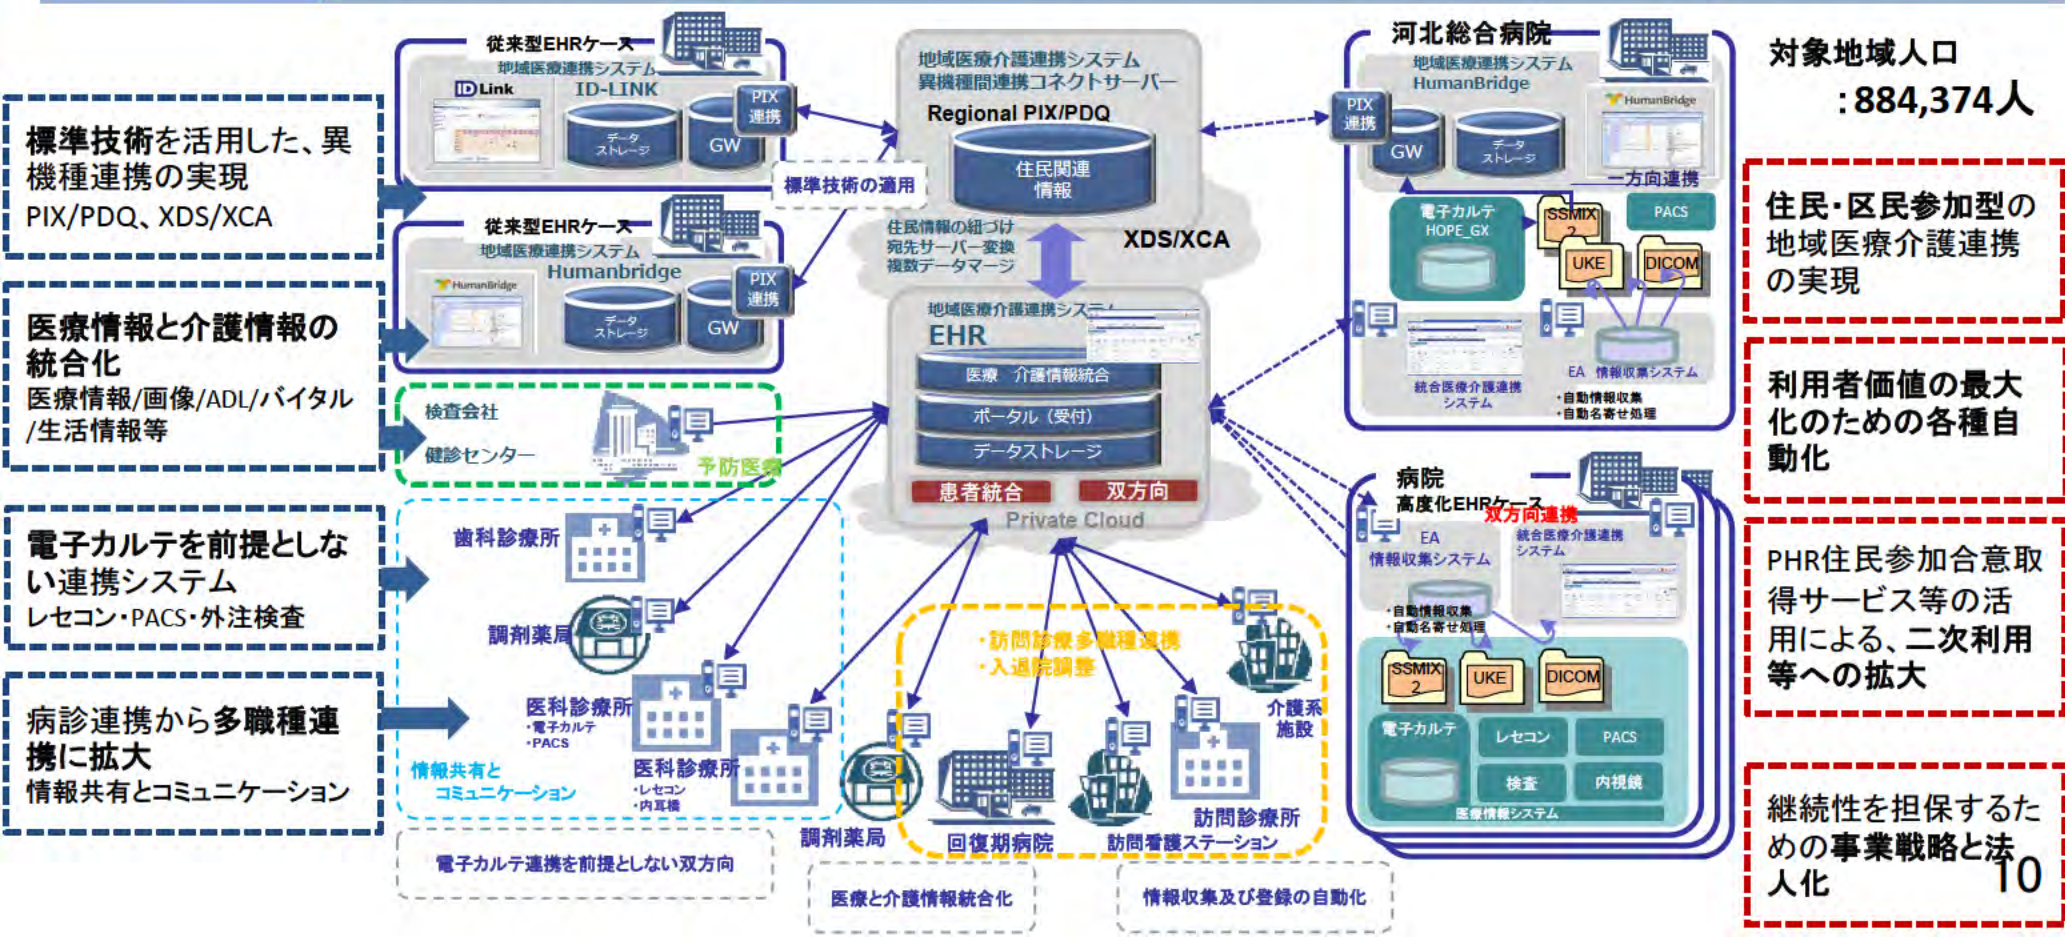 標準技術を活用した、異
機種連携の実現
PIX/PDQ、XDS/XCA
医療情報と介護情報の
統合化
医療情報/画像/ADL/バイタル
/生活情報等
電子カルテを前提としな
い連携システム
レセコン・PACS・外注検査
病診連携から多職種連
携に拡大
情報共有とコミュニケーション
従来型EHRケース
地域医療連携システム
ID-LINK
IDLink
データ
ストレージ
GW
PIX
連携
従来型EHRケース
地域医療連携システム
Humanbridge
HumanBridge
データ
ストレージ
GW
PIX
連携
標準技術の適用
検査会社
健診センター
予防医療
歯科診療所
調剤薬局
医科診療所
・電子カルテ
・PACS
医科診療所
・レセコン
・内耳橋
情報共有と
コミュニケーション
電子カルテ連携を前提としない双方向
地域医療介護連携システム
異機種間連携コネクトサーバー
Regional PIX/PDQ
住民関連
情報
住民情報の紐づけ
宛先サーバー変換
複数データマージ
XDS/XCA
地域医療介護連携システム
EHR
医療　介護情報統合
ポータル（受付）
データストレージ
患者統合
双方向
Private Cloud
・訪問診療多職種連携
・入退院調整
介護系
施設
調剤薬局
回復期病院
訪問診療所
訪問看護ステーション
医療と介護情報統合化
情報収集及び登録の自動化
河北総合病院
地域医療連携システム
HumanBridge
PIX
連携
GW
データ
ストレージ
HumanBridge
一方向連携
電子カルテ
HOPE_GX
SSMIX
2
PACS
UKE
DICOM
統合医療介護連携
システム
EA　情報収集システム
・自動情報収集
・自動名寄せ処理
病院
高度化EHRケース
双方向連携
EA
情報収集システム
統合医療介護連携
システム
・自動情報収集
・自動名寄せ処理
SSMIX
2
UKE
DICOM
電子カルテ
レセコン
PACS
検査
内視鏡
医療情報システム
対象地域人口
：884,374人
住民・区民参加型の
地域医療介護連携
の実現
利用者価値の最大
化のための各種自
動化
PHR住民参加合意取
得サービス等の活
用による、二次利用
等への拡大
継続性を担保するた
めの事業戦略と法
人化
10